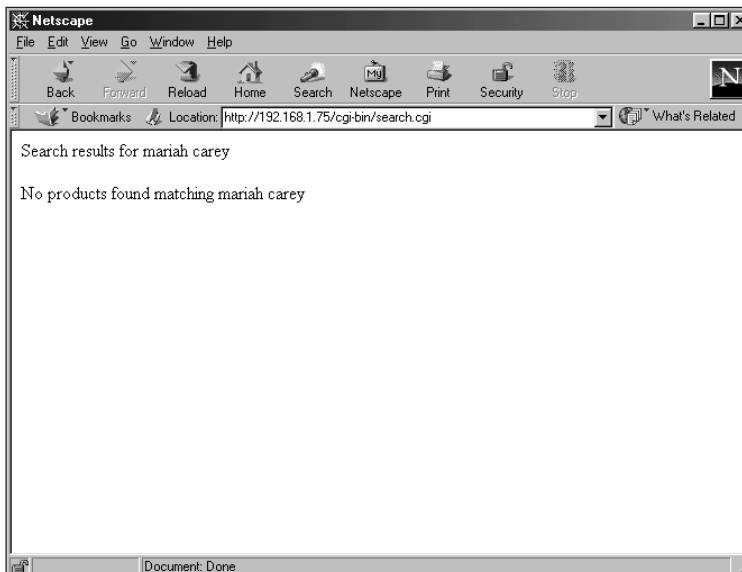 Netscape
File Edit View Go Window Help
My N
Back Forward Reload Home Search Netscape Print Security Stop
Bookmarks Location: http://192.168.1.75/cgi-bin/search.cgi What's Related
Search results for mariah carey
No products found matching mariah carey
Document: Done